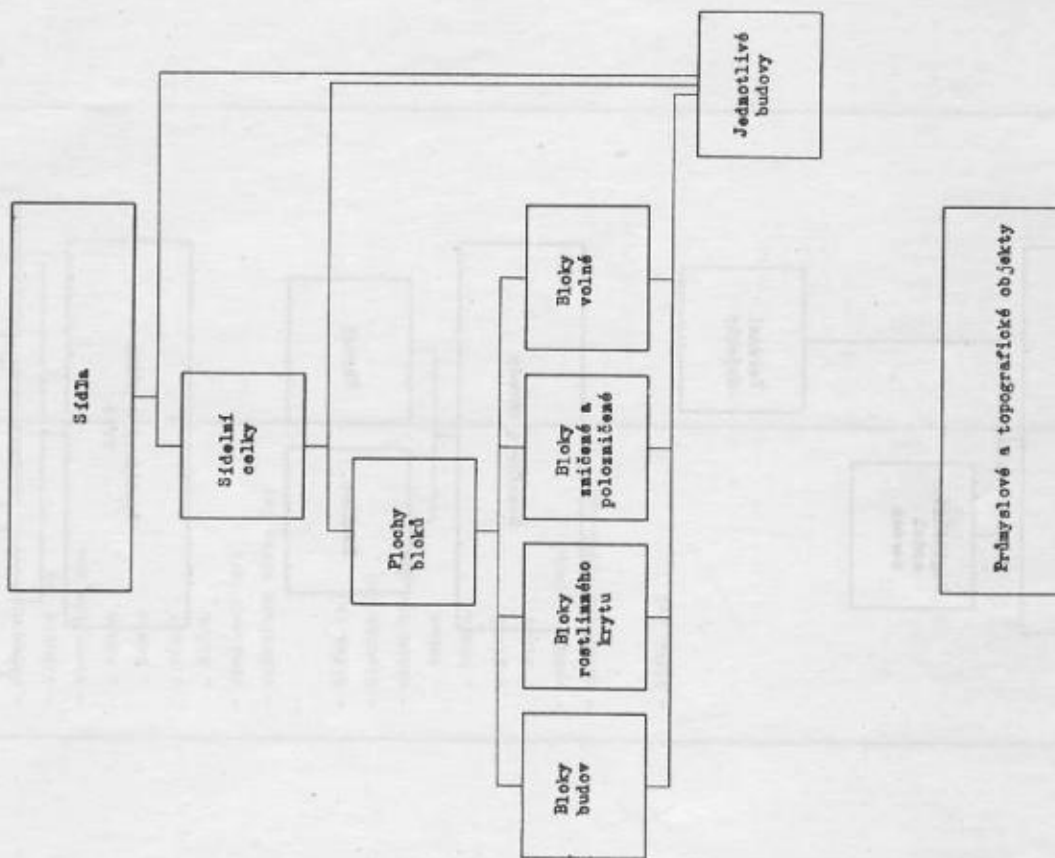 Sídla
Sídelní
celky
Plochy
bloků
Bloky
budov
Bloky
rostlinného
krytu
Bloky
zničené a
polozničené
Bloky
volné
Jednotlivé
budovy
Průmyslové a topografické objekty